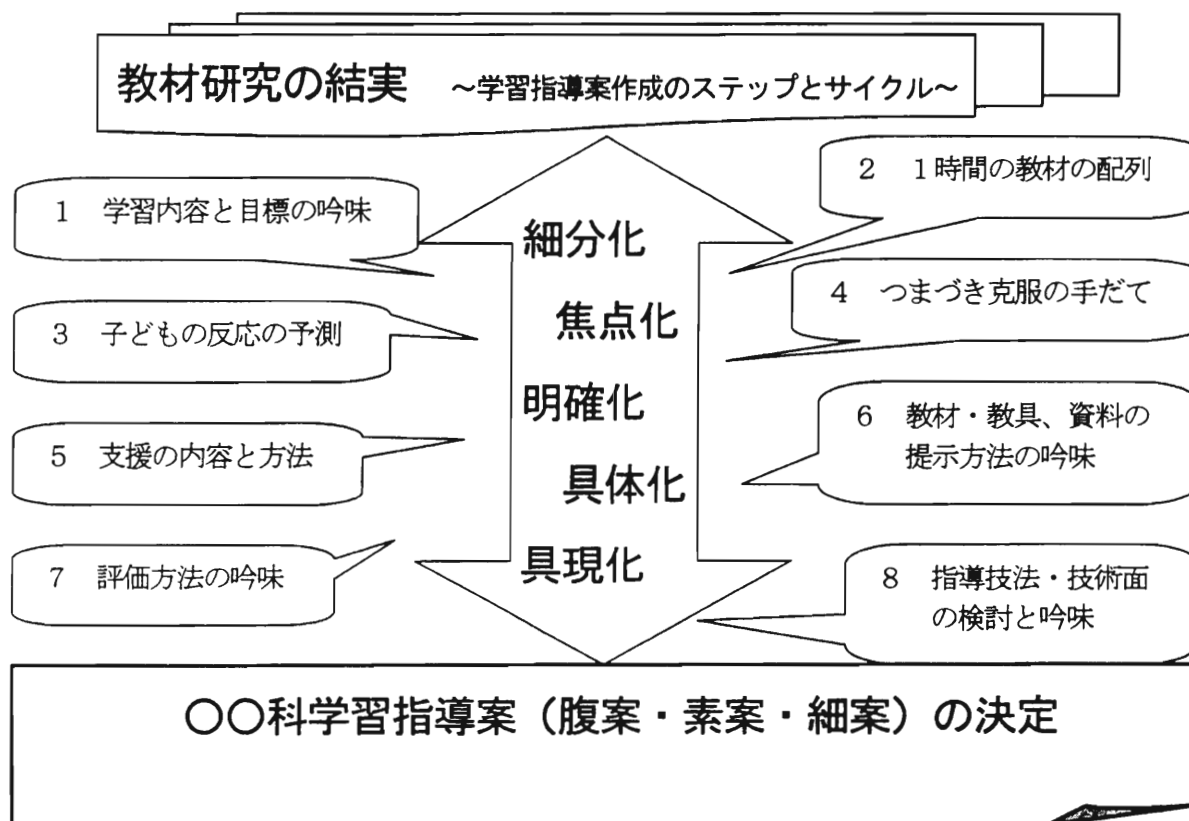 教材研究の結実　～学習指導案作成のステップとサイクル～
1　学習内容と目標の吟味
2　1時間の教材の配列
3　子どもの反応の予測
4　つまづき克服の手だて
5　支援の内容と方法
6　教材・教具、資料の
提示方法の吟味
7　評価方法の吟味
8　指導技法・技術面
の検討と吟味
細分化
焦点化
明確化
具体化
具現化
○○科学習指導案（腹案・素案・細案）の決定